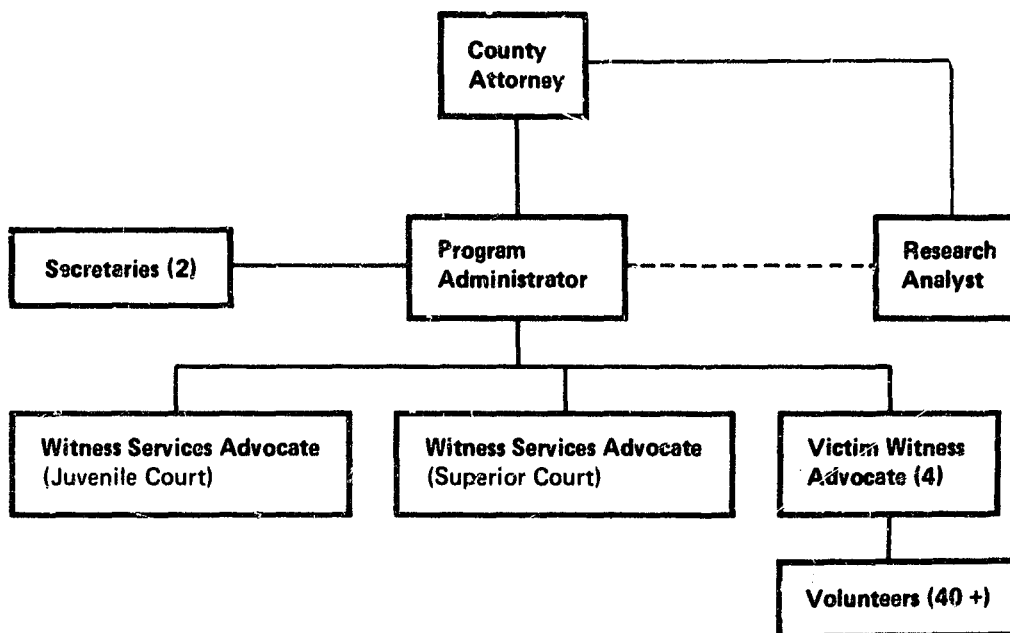 County
Attorney
Secretaries (2)
Program
Administrator
Research
Analyst
Witness Services Advocate
(Juvenile Court)
Witness Services Advocate
(Superior Court)
Victim Witness
Advocate (4)
Volunteers (40 +)